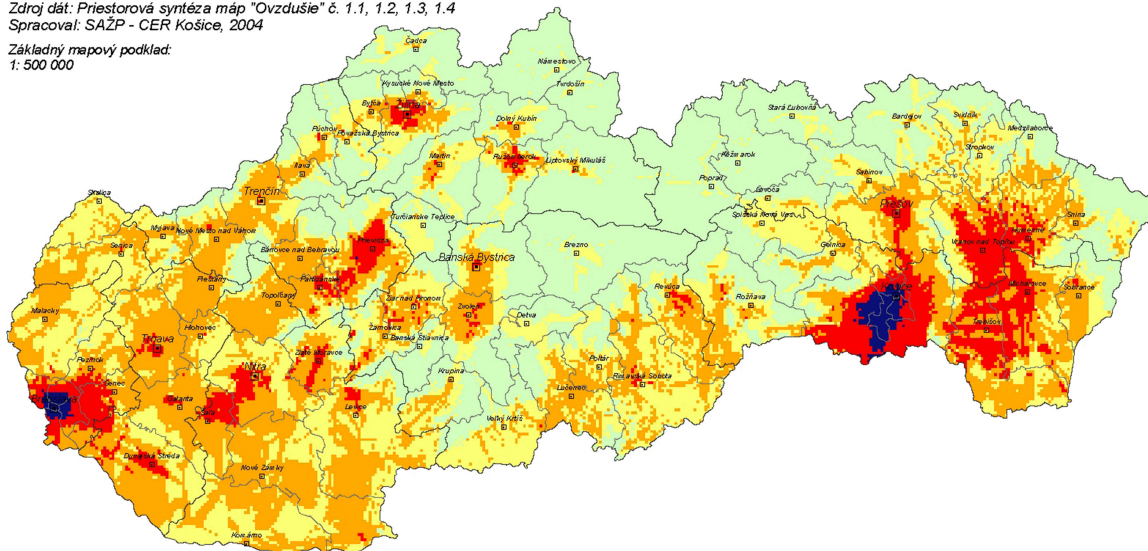 Zdroj dát: Priestorová syntéza máp "Ovzdušie" č. 1.1, 1.2, 1.3, 1.4
Spracoval: SAŽP - CER Košice, 2004
Základný mapový podklad:
1: 500 000
Čadca
Námestovo
Kysucké Nové Mesto
Tvrdošín
Bytča
Žilina
Stará Ľubovňa
Bardejov
Svidník
Dolný Kubín
Medzilaborce
Púchov
Považská Bystrica
Stropkov
Martin
Ružomberok
Liptovský Mikuláš
Kežmarok
Ilava
Sabinov
Poprad
Trenčín
Skalica
Levoča
Prešov
Turčianske Teplice
Spišská Nová Ves
Snina
Myjava
Nové Mesto nad Váhom
Humenné
Senica
Bánovce nad Bebravou
Prievidza
Brezno
Gelnica
Vranov nad Topľou
Banská Bystrica
Piešťany
Partizánske
Košice
Michalovce
Sobrance
Topoľčany
Žiar nad Hronom
Zvolen
Revúca
Rožňava
Malacky
Detva
Hlohovec
Žarnovica
Trebišov
Banská Štiavnica
Trnava
Zlaté Moravce
Pezinok
Poltár
Nitra
Krupina
Rimavská Sobota
Senec
Lučenec
Bratislava
Galanta
Šaľa
Levice
Veľký Krtíš
Dunajská Streda
Nové Zámky
Komárno